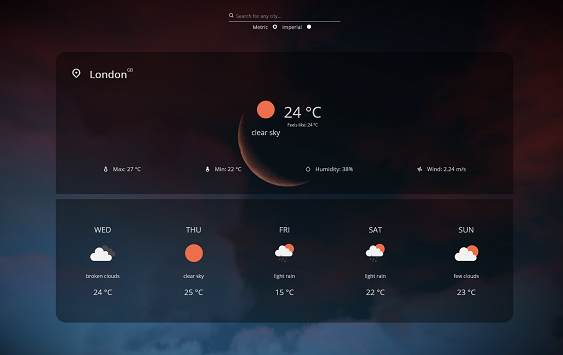 Search for any city...
Metric Imperial
London GB
24 °C
Feels like: 24 °C
clear sky
Max: 27 °C Min: 22 °C Humidity: 38% Wind: 2.24 m/s
WED THU FRI SAT SUN
broken clouds clear sky light rain light rain few clouds
24 °C 25 °C 15 °C 22 °C 23 °C